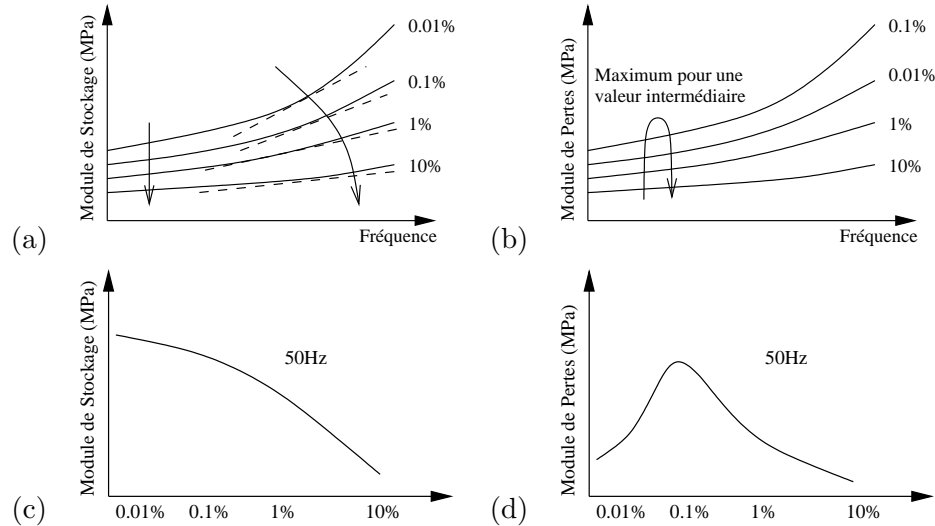 Module de Stockage (MPa)
0.01%
0.1%
1%
10%
Fréquence
(a)
Module de Pertes (MPa)
Maximum pour une
valeur intermédiaire
0.1%
0.01%
1%
10%
Fréquence
(b)
Module de Stockage (MPa)
50Hz
0.01% 0.1% 1% 10%
(c)
Module de Pertes (MPa)
50Hz
0.01% 0.1% 1% 10%
(d)